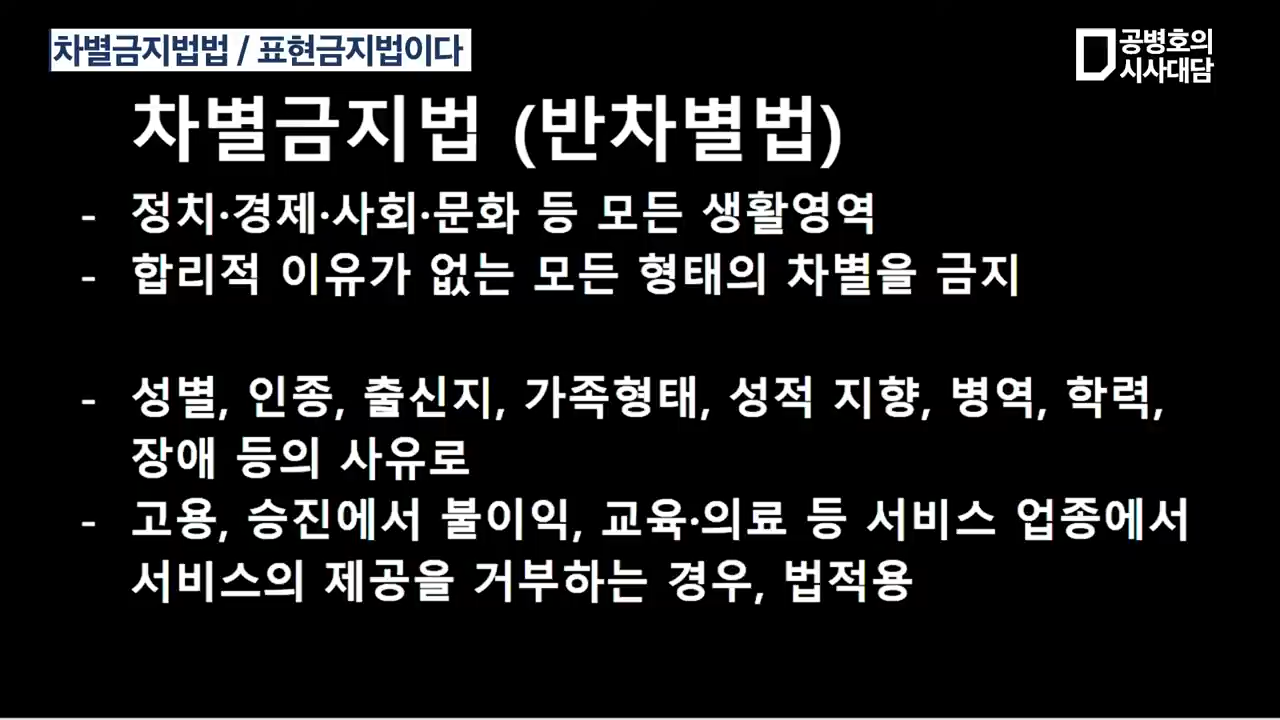 차별금지법법 / 표현금지법이다
공병호의
시사대담
차별금지법 (반차별법)
- 정치·경제·사회·문화 등 모든 생활영역
- 합리적 이유가 없는 모든 형태의 차별을 금지
- 성별, 인종, 출신지, 가족형태, 성적 지향, 병역, 학력,
장애 등의 사유로
- 고용, 승진에서 불이익, 교육·의료 등 서비스 업종에서
서비스의 제공을 거부하는 경우, 법적용